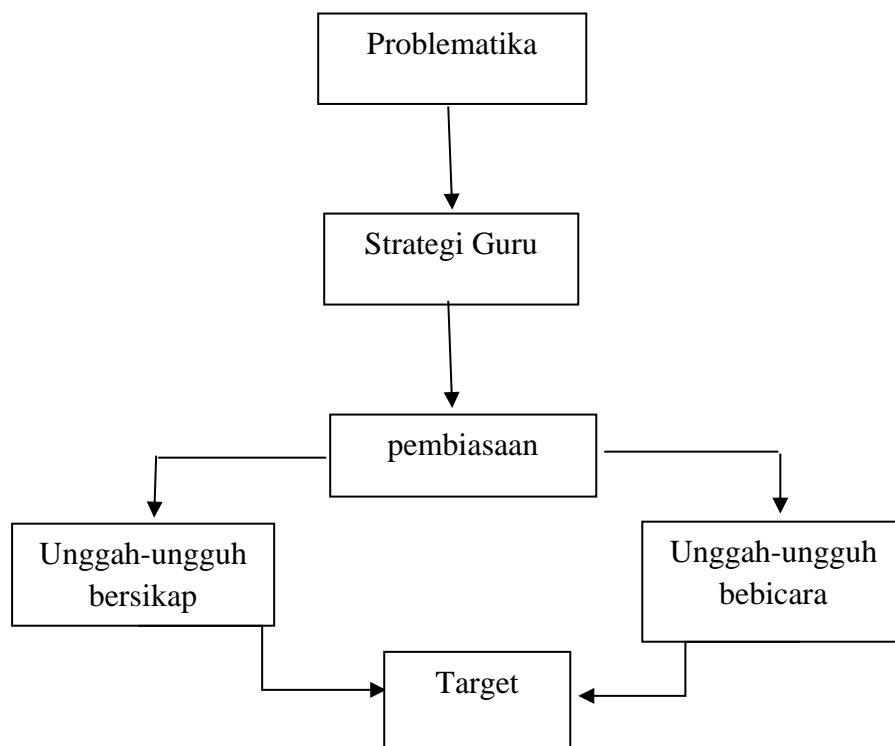 Problematika
Strategi Guru
pembiasaan
Unggah-ungguh
bersikap
Unggah-ungguh
bebicara
Target